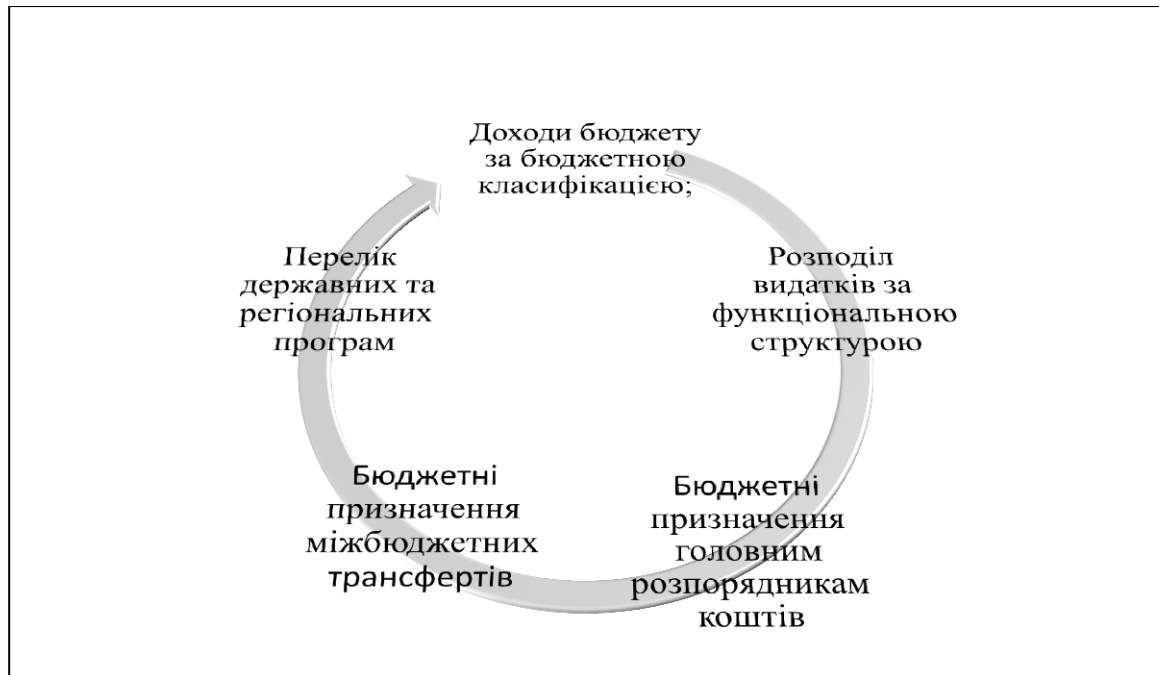 Доходи бюджету
за бюджетною
класифікацією;
Розподіл
видатків за
функціональною
структурою
Бюджетні
призначення
головним
розпорядникам
коштів
Бюджетні
призначення
міжбюджетних
трансфертів
Перелік
державних та
регіональних
програм